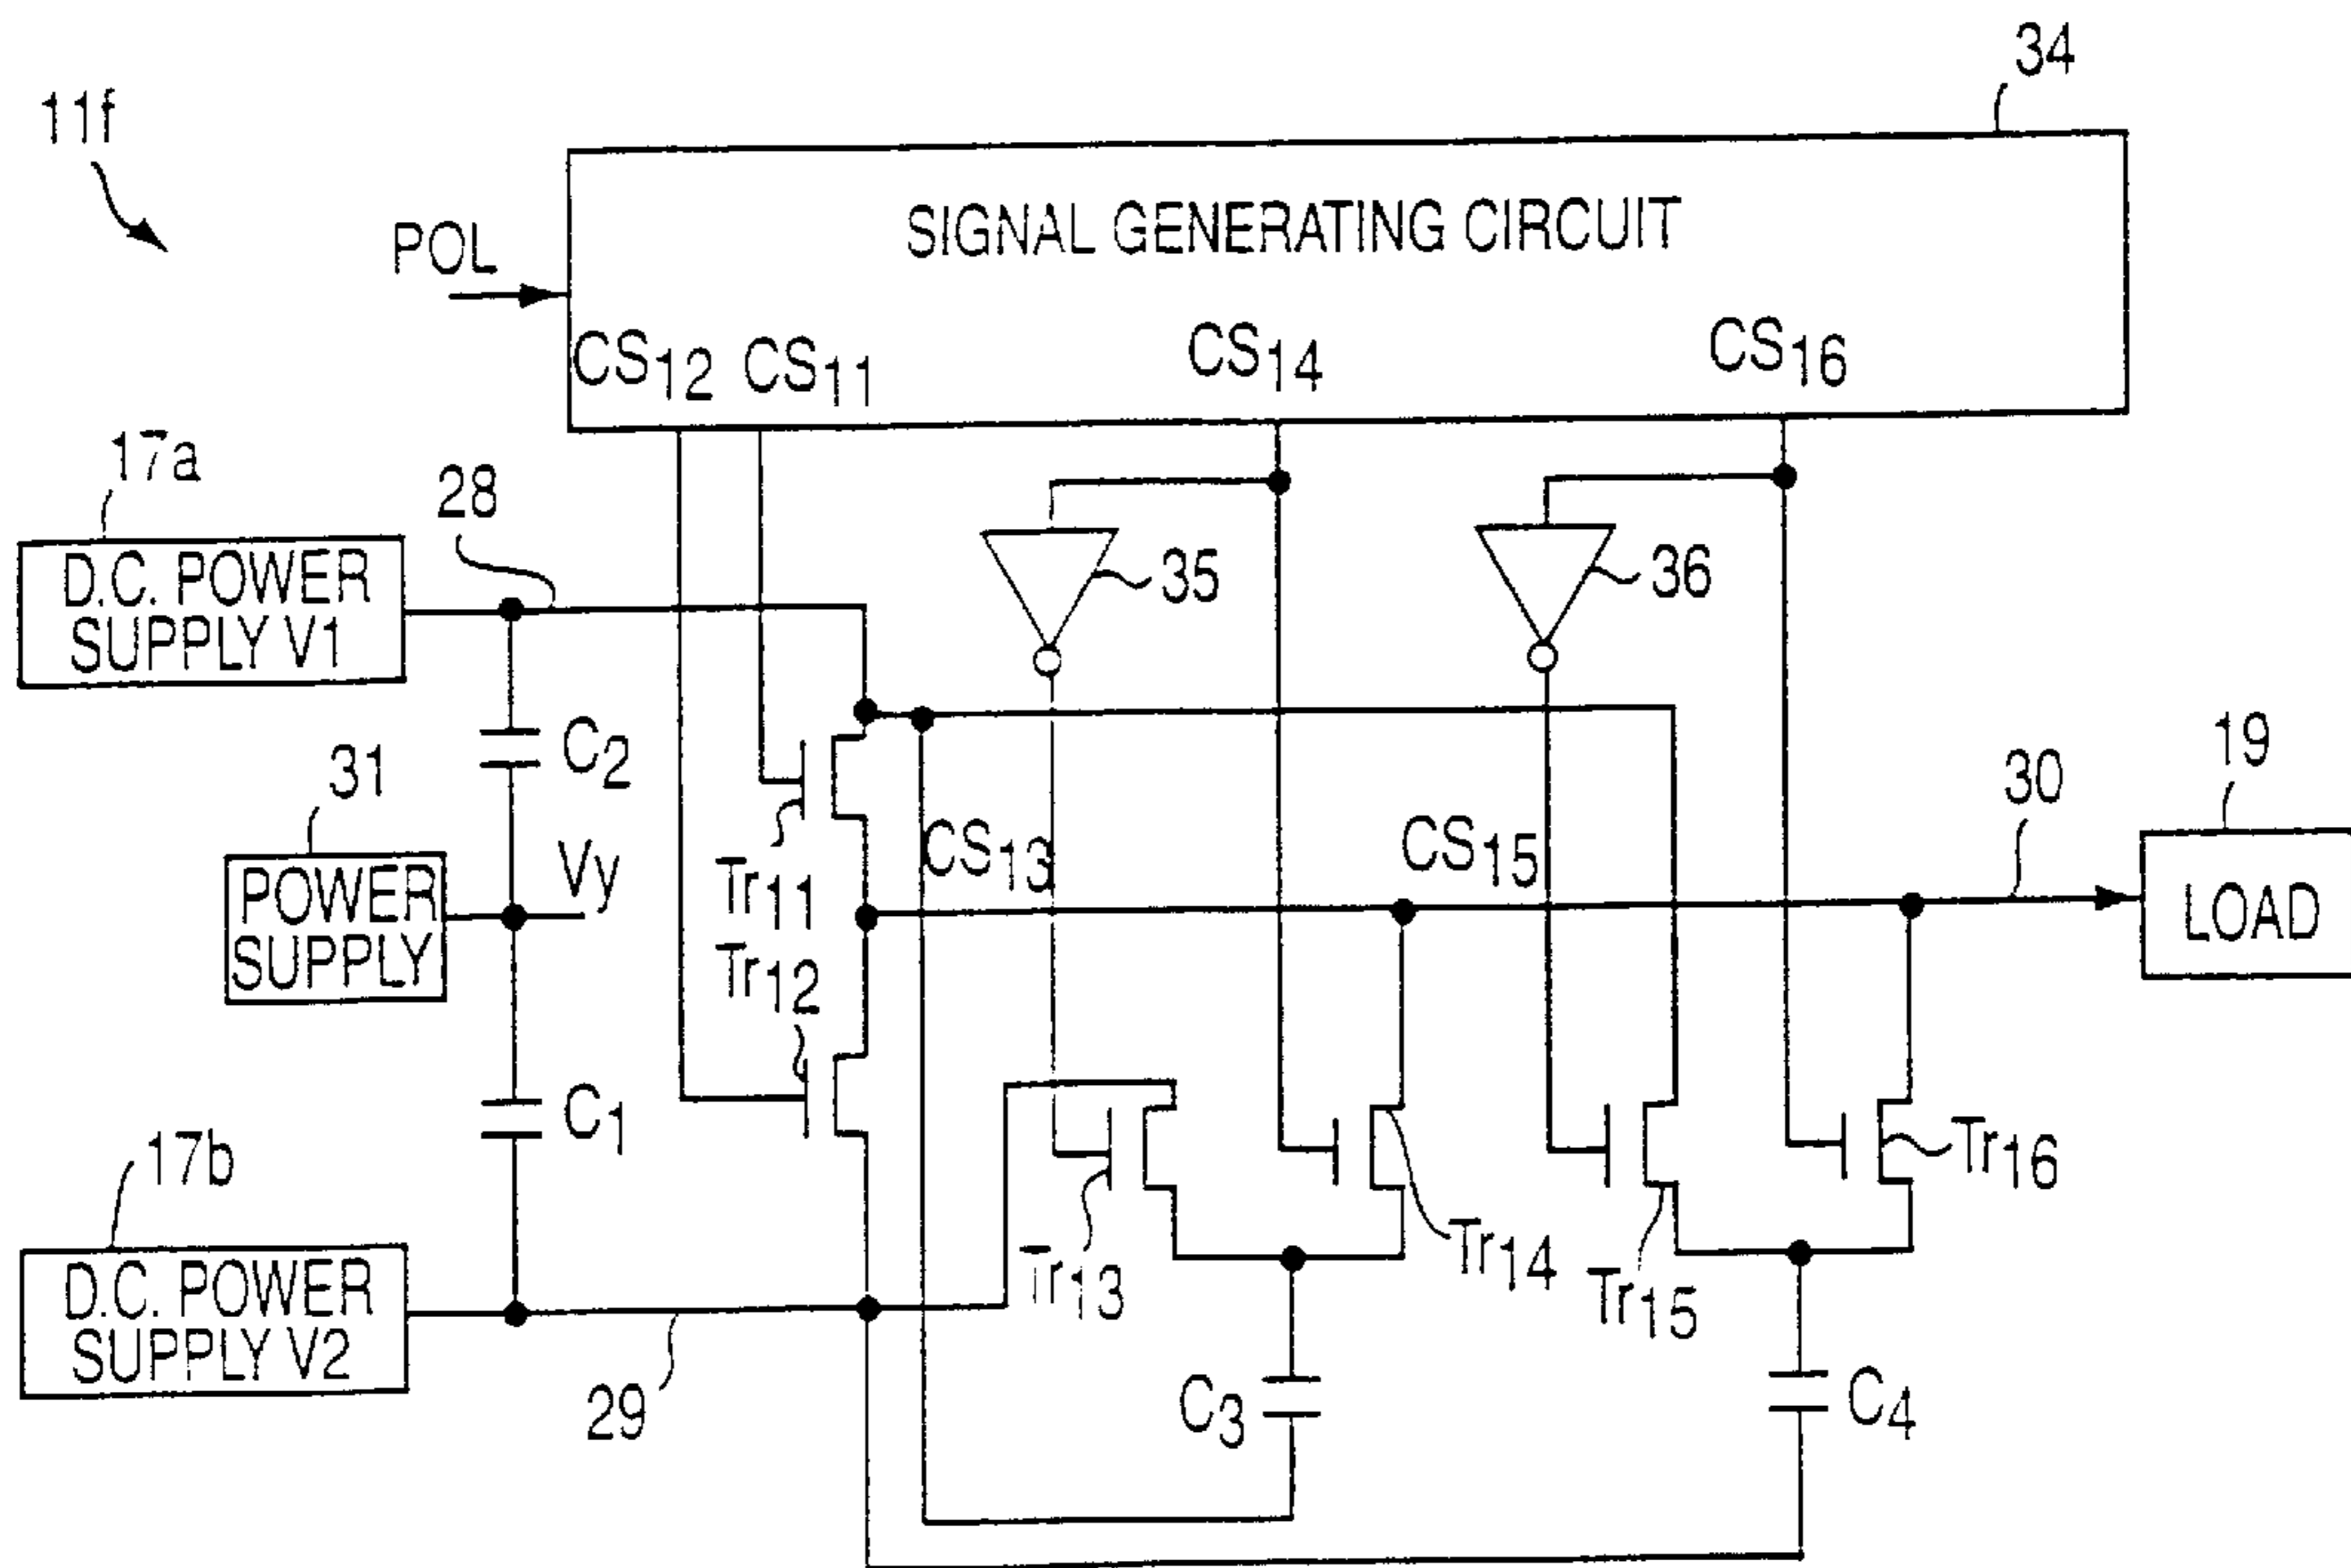 34
11f
SIGNAL GENERATING CIRCUIT
POL
CS12
CS11
CS14
CS16
17a
28
D.C. POWER
SUPPLY V1
35
36
C2
31
19
30
Vy
Tr11
CS13
CS15
POWER
SUPPLY
LOAD
Tr12
C1
17b
Tr16
Tr13
Tr14
Tr15
D.C. POWER
SUPPLY V2
29
C3
C4